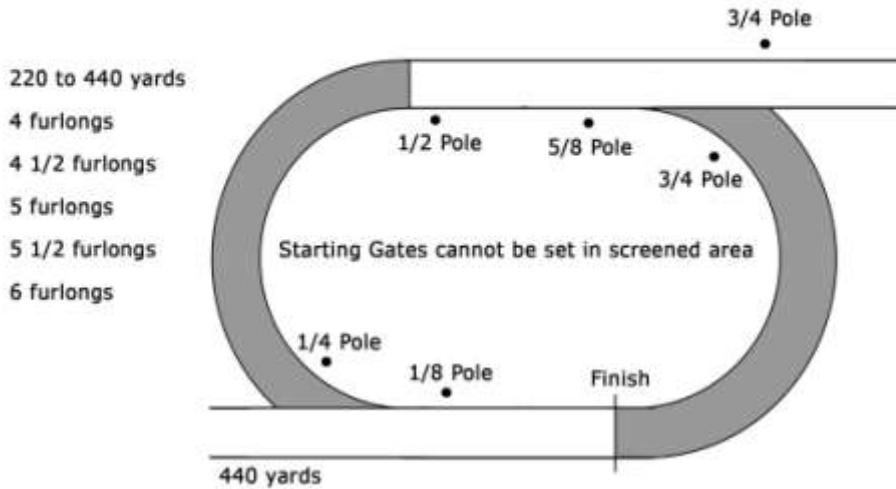 3/4 Pole
220 to 440 yards
4 furlongs
1/2 Pole
5/8 Pole
4 1/2 furlongs
3/4 Pole
5 furlongs
5 1/2 furlongs
Starting Gates cannot be set in screened area
6 furlongs
1/4 Pole
1/8 Pole
Finish
440 yards